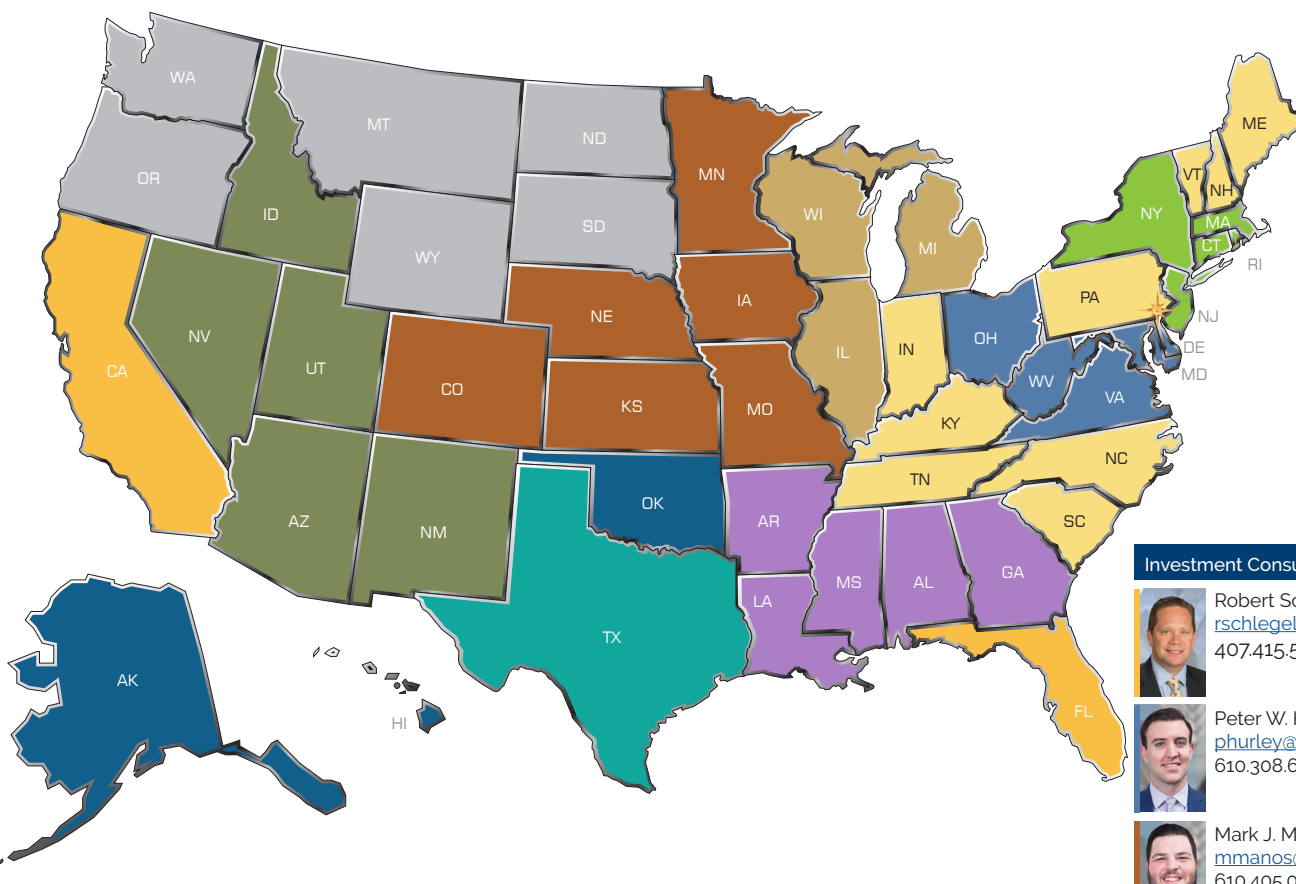 WA
MT
ND
MN
ME
OR
ID
SD
WI
MI
VT
NH
NY
MA
CT
RI
WY
NE
IA
PA
NJ
NV
UT
CO
KS
MO
IL
IN
OH
DE
MD
WV
VA
CA
KY
NC
TN
AZ
NM
OK
AR
SC
MS
AL
GA
LA
TX
FL
AK
HI
Investment
Robert
407.415.5
Peter W.
phurley@
610.308.6
Mark J.
mmanos@